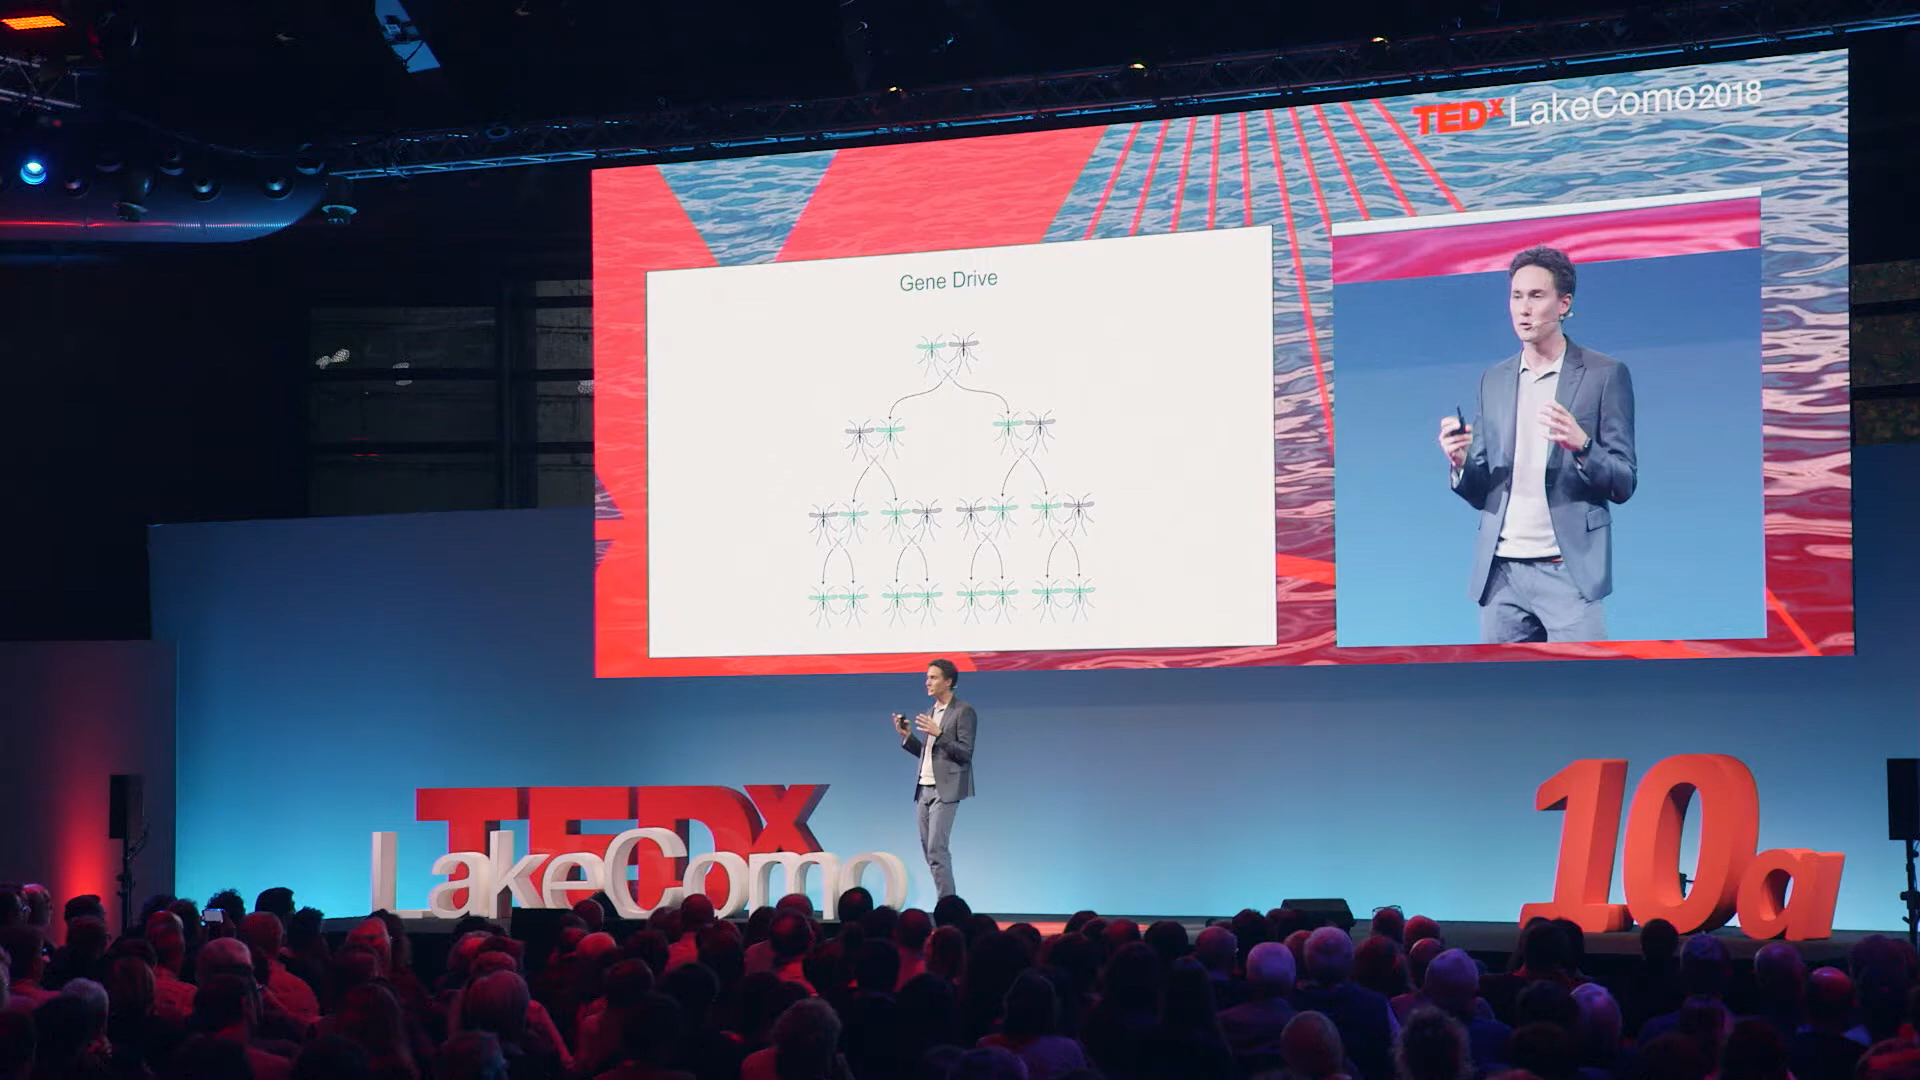 TEDx LakeComo2018
Gene Drive
TEDx
LakeComo
10a